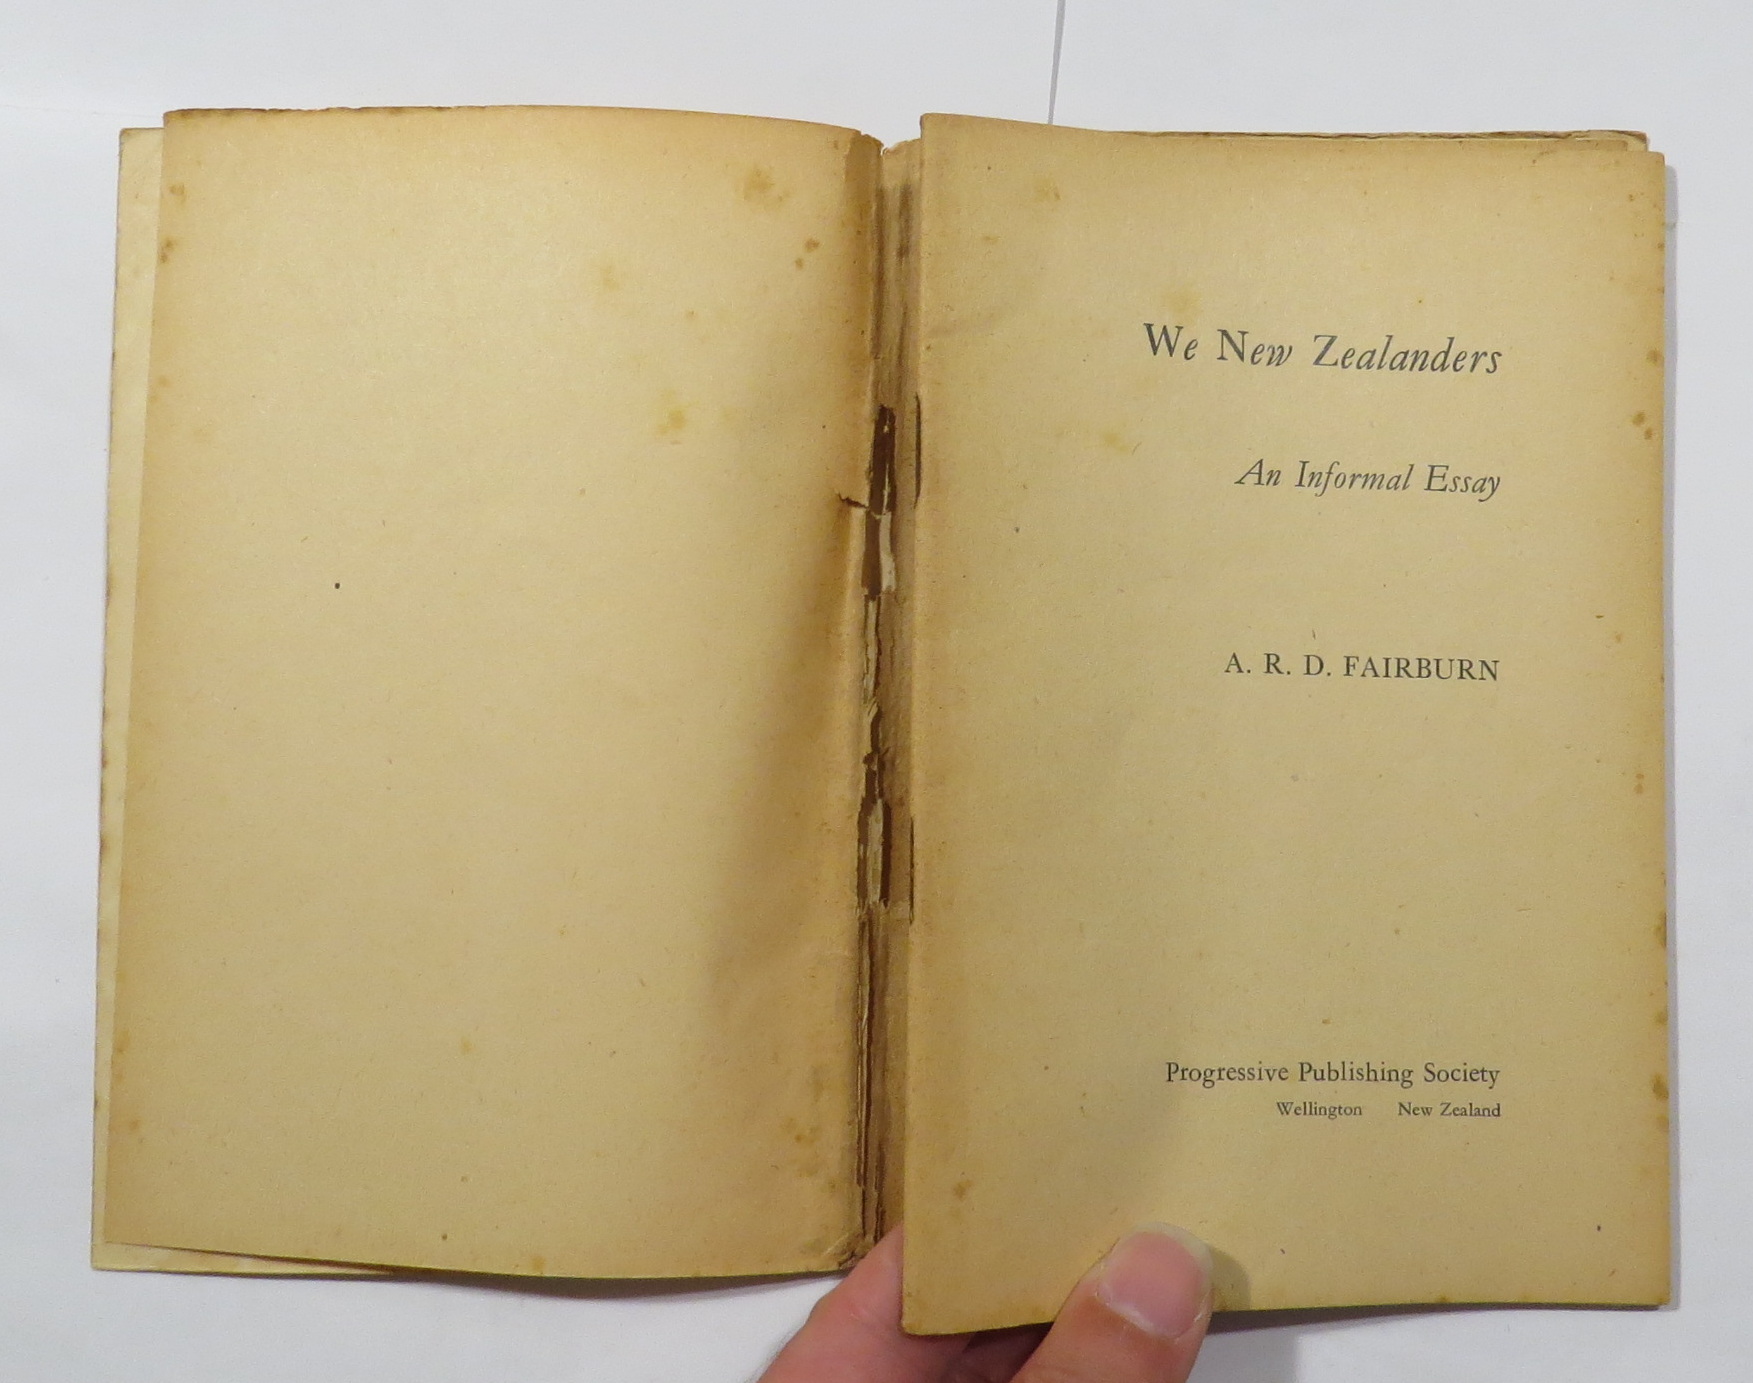 We New Zealanders
An Informal Essay
A. R. D. FAIRBURN
Progressive Publishing Society
Wellington New Zealand